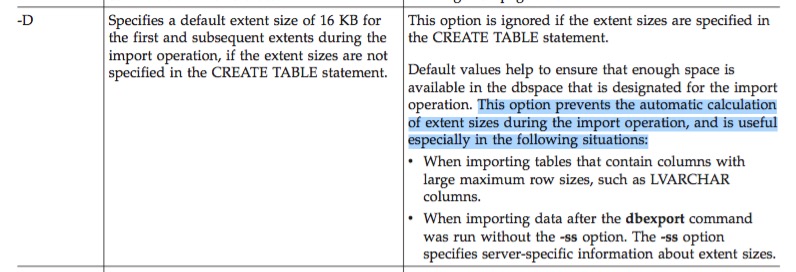 -D
Specifies a default extent size of 16 KB for
the first and subsequent extents during the
import operation, if the extent sizes are not
specified in the CREATE TABLE statement.
This option is ignored if the extent sizes are specified in
the CREATE TABLE statement.
Default values help to ensure that enough space is
available in the dbspace that is designated for the import
operation. This option prevents the automatic calculation
of extent sizes during the import operation, and is useful
especially in the following situations:
• When importing tables that contain columns with
large maximum row sizes, such as LVARCHAR
columns.
• When importing data after the dbexport command
was run without the -ss option. The -ss option
specifies server-specific information about extent sizes.